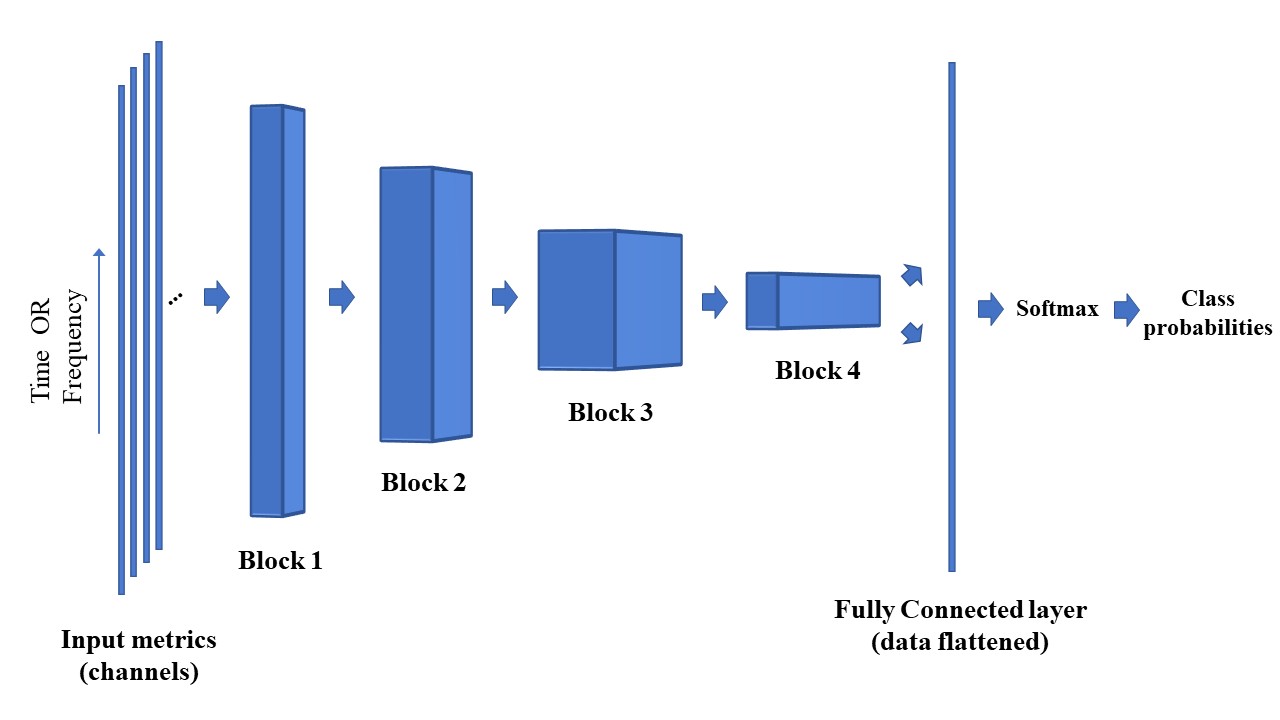 Time OR
Frequency
...
Input metrics
(channels)
Block 1
Block 2
Block 3
Block 4
Fully Connected layer
(data flattened)
Softmax
Class
probabilities